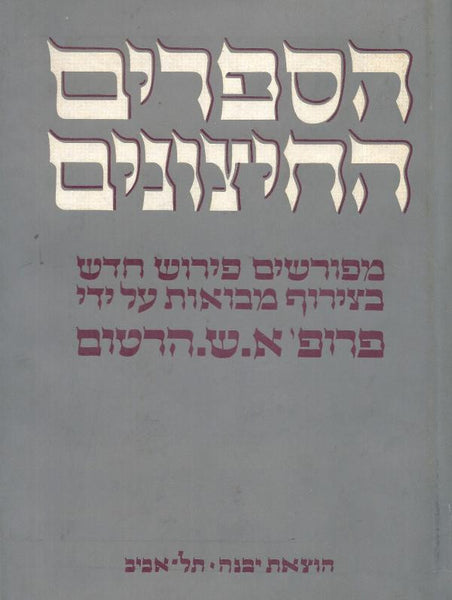 הספרים
החיצונים
מפורשים פירוש חדש
בצירוף מבואות על ידי
פרופ' א.ש.הרטום
הוצאת יבנה • תל־אביב